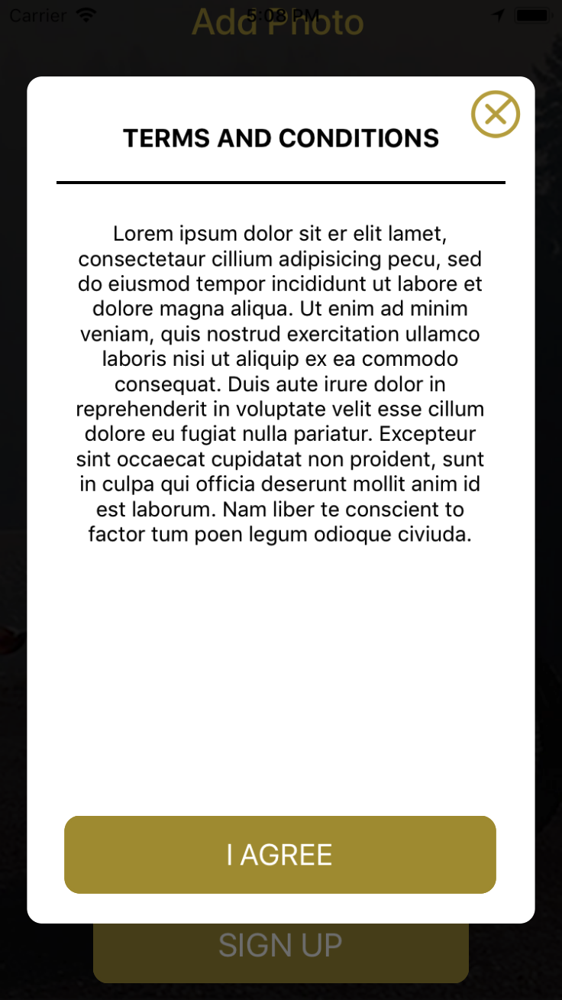 Carrier
5:08 PM
Add Photo
TERMS AND CONDITIONS
Lorem ipsum dolor sit er elit lamet,
consectetaur cillium adipisicing pecu, sed
do eiusmod tempor incididunt ut labore et
dolore magna aliqua. Ut enim ad minim
veniam, quis nostrud exercitation ullamco
laboris nisi ut aliquip ex ea commodo
consequat. Duis aute irure dolor in
reprehenderit in voluptate velit esse cillum
dolore eu fugiat nulla pariatur. Excepteur
sint occaecat cupidatat non proident, sunt
in culpa qui officia deserunt mollit anim id
est laborum. Nam liber te conscient to
factor tum poen legum odioque civiuda.
I AGREE
SIGN UP